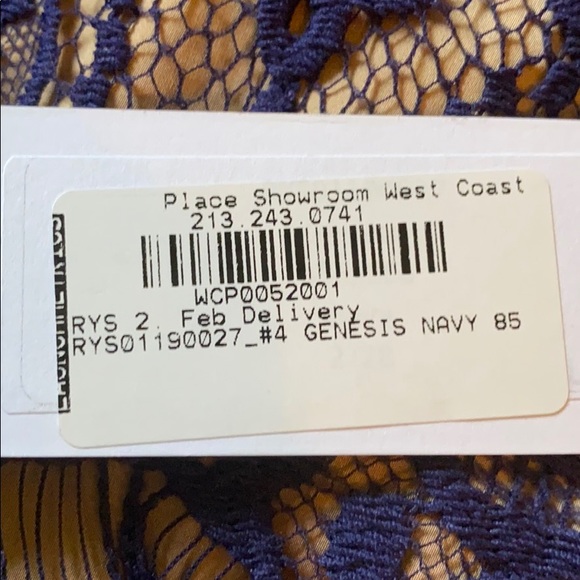 Place Showroom West Coast
213.243.0741
WCP0052001
RYS 2. Feb Delivery
RYS01190027_#4 GENESIS NAVY 85